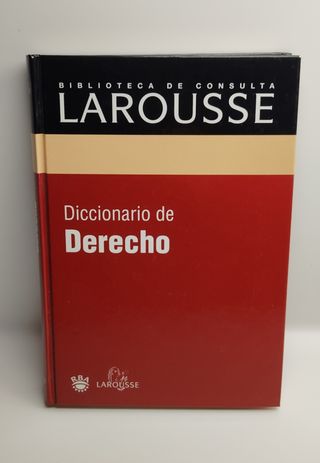 BIBLIOTECA DE CONSULTA
LAROUSSE
Diccionario de
Derecho
RBA
LAROUSSE